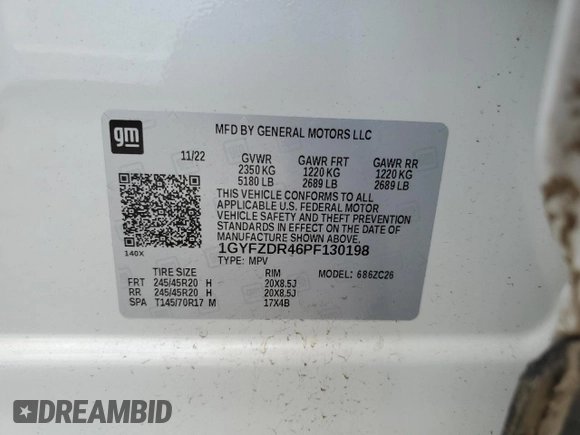 gm
MFD BY GENERAL MOTORS LLC
11/22 GVWR GAWR FRT GAWR RR
2350 KG 1220 KG 1220 KG
5180 LB 2689 LB 2689 LB
THIS VEHICLE CONFORMS TO ALL
APPLICABLE U.S. FEDERAL MOTOR
VEHICLE SAFETY AND THEFT PREVENTION
STANDARDS IN EFFECT ON THE DATE OF
MANUFACTURE SHOWN ABOVE.
140X 1GYFZDR46PF130198
TYPE: MPV MODEL: 686ZC26
TIRE SIZE RIM
FRT 245/45R20 H 20X8.5J
RR 245/45R20 H 20X8.5J
SPA T145/70R17 M 17X4B
DREAMBID